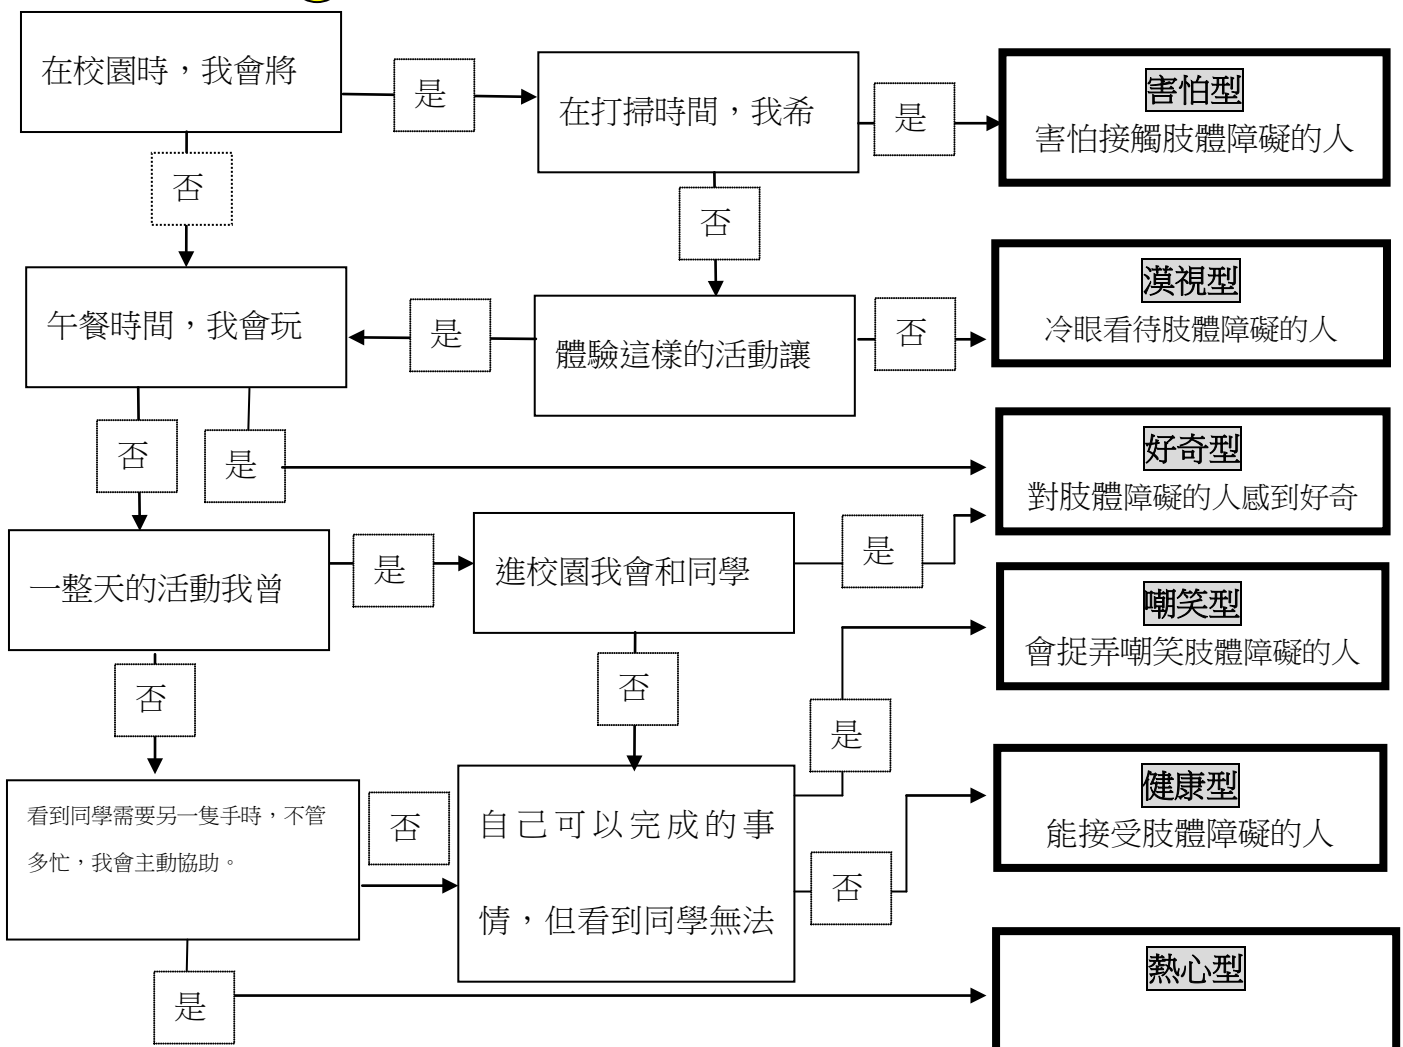 在校園時，我會將
是
在打掃時間，我希
是
害怕型
害怕接觸肢體障礙的人
否
否
午餐時間，我會玩
是
體驗這樣的活動讓
否
漠視型
冷眼看待肢體障礙的人
否
是
好奇型
對肢體障礙的人感到好奇
一整天的活動我曾
是
進校園我會和同學
是
嘲笑型
會捉弄嘲笑肢體障礙的人
否
否
是
看到同學需要另一隻手時，不管
多忙，我會主動協助。
否
自己可以完成的事
情，但看到同學無法
否
健康型
能接受肢體障礙的人
是
熱心型